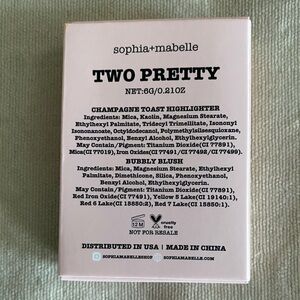 sophia+mabelle
TWO PRETTY
NET:6G/0.21OZ
CHAMPAGNE TOAST HIGHLIGHTER
Ingredients: Mica, Kaolin, Magnesium Stearate,
Ethylhexyl Palmitate, Tridecyl Trimellitate, Isononyl
Isononanoate, Octyldodecanol, Polymethylsilsesquioxane,
Phenoxyethanol, Benzyl Alcohol, Ethylhexylglycerin.
May Contain/Pigment: Titanium Dioxide(CI 77891),
Mica(CI 77019), Iron Oxides(CI 77491/CI 77492/CI 77499).
BUBBLY BLUSH
Ingredients: Mica, Magnesium Stearate, Ethylhexyl
Palmitate, Dimethicone, Silica, Phenoxyethanol,
Benzyl Alcohol, Ethylhexylglycerin.
May Contain/Pigment: Titanium Dioxide(CI 77891),
Red Iron Oxide(CI 77491), Yellow 5 Lake(CI 19140:1),
Red 6 Lake(CI 15850:2), Red 7 Lake(CI 15850:1).
12M
cruelty
free
NOT FOR RESALE
DISTRIBUTED IN USA | MADE IN CHINA
SOPHIAMABELLESHOP
SOPHIAMABELLE.COM